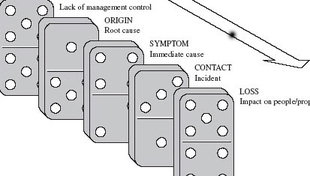 Lack of management control
ORIGIN
Root cause
SYMPTOM
Immediate cause
CONTACT
Incident
LOSS
Impact on people/prop